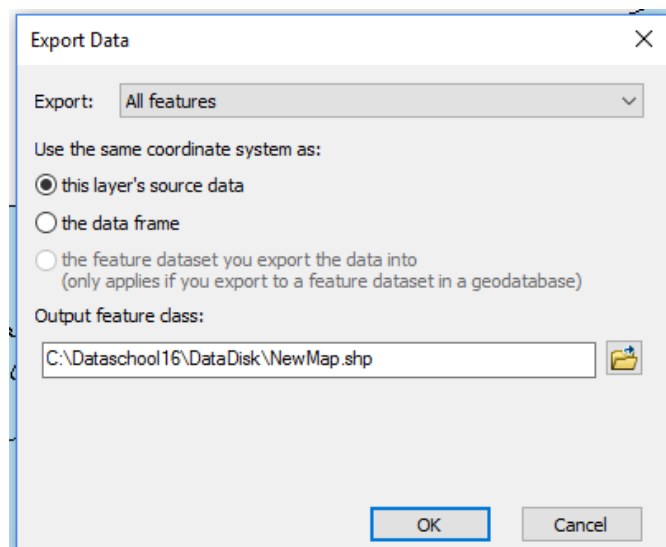 Export Data
Export: All features
Use the same coordinate system as:
this layer's source data
the data frame
the feature dataset you export the data into
(only applies if you export to a feature dataset in a geodatabase)
Output feature class:
C:\Dataschool16\DataDisk\NewMap.shp
OK Cancel